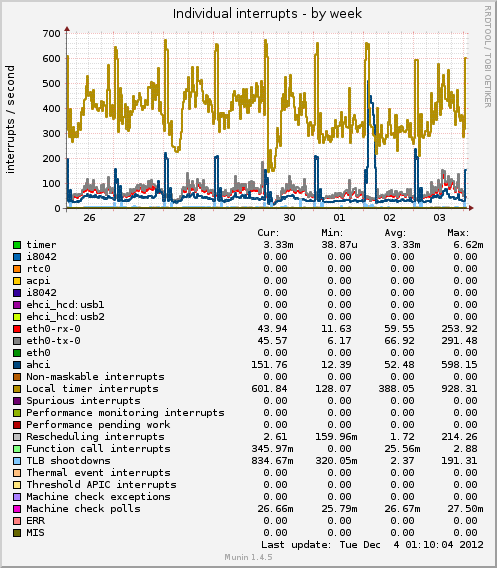 Individual interrupts - by week
RRDTOOL / TOBI OETIKER
interrupts / second
700
600
500
400
300
200
100
0
26 27 28 29 30 01 02 03
Cur: Min: Avg: Max:
timer 3.33m 38.87u 3.33m 6.62m
i8042 0.00 0.00 0.00 0.00
rtc0 0.00 0.00 0.00 0.00
acpi 0.00 0.00 0.00 0.00
i8042 0.00 0.00 0.00 0.00
ehci_hcd:usb1 0.00 0.00 0.00 0.00
ehci_hcd:usb2 0.00 0.00 0.00 0.00
eth0-rx-0 43.94 11.63 59.55 253.92
eth0-tx-0 45.57 6.17 66.92 291.48
eth0 0.00 0.00 0.00 0.00
ahci 151.76 12.39 52.48 598.15
Non-maskable interrupts 0.00 0.00 0.00 0.00
Local timer interrupts 601.84 128.07 388.05 928.31
Spurious interrupts 0.00 0.00 0.00 0.00
Performance monitoring interrupts 0.00 0.00 0.00 0.00
Performance pending work 0.00 0.00 0.00 0.00
Rescheduling interrupts 2.61 159.96m 1.72 214.26
Function call interrupts 345.97m 0.00 25.56m 2.88
TLB shootdowns 834.67m 320.05m 2.37 191.31
Thermal event interrupts 0.00 0.00 0.00 0.00
Threshold APIC interrupts 0.00 0.00 0.00 0.00
Machine check exceptions 0.00 0.00 0.00 0.00
Machine check polls 26.66m 25.79m 26.67m 27.50m
ERR 0.00 0.00 0.00 0.00
MIS 0.00 0.00 0.00 0.00
Last update: Tue Dec 4 01:10:04 2012
Munin 1.4.5